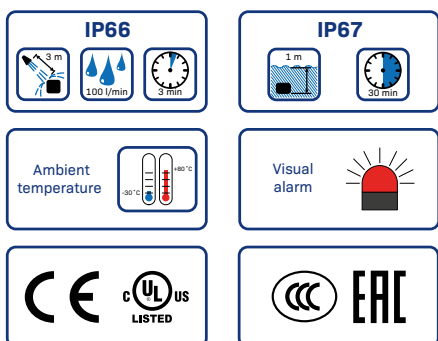 IP66
3 m
100 l/min
3 min
IP67
1 m
30 min
Ambient
temperature
-30˚C
+80˚C
Visual
alarm
CE
c UL US
®
LISTED
CCC
EAC